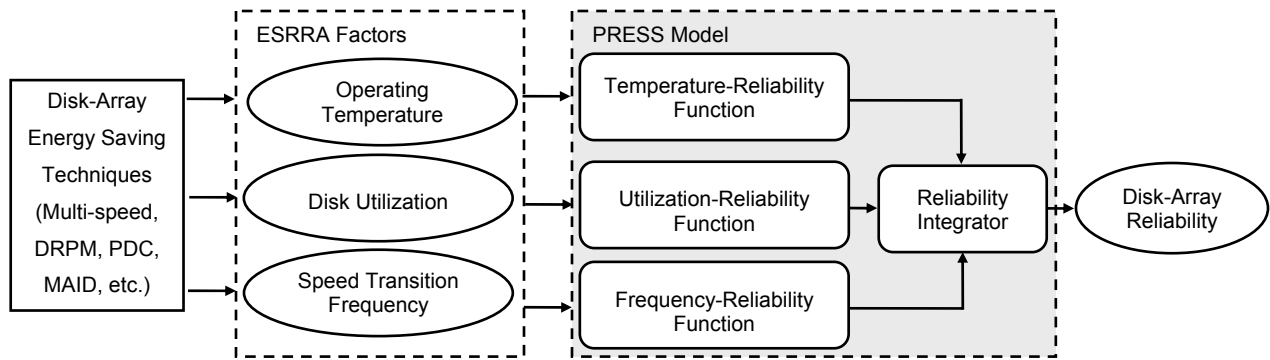 ESRRA Factors
PRESS Model
Disk-Array
Energy Saving
Techniques
(Multi-speed,
DRPM, PDC,
MAID, etc.)
Operating
Temperature
Disk Utilization
Speed Transition
Frequency
Temperature-Reliability
Function
Utilization-Reliability
Function
Frequency-Reliability
Function
Reliability
Integrator
Disk-Array
Reliability